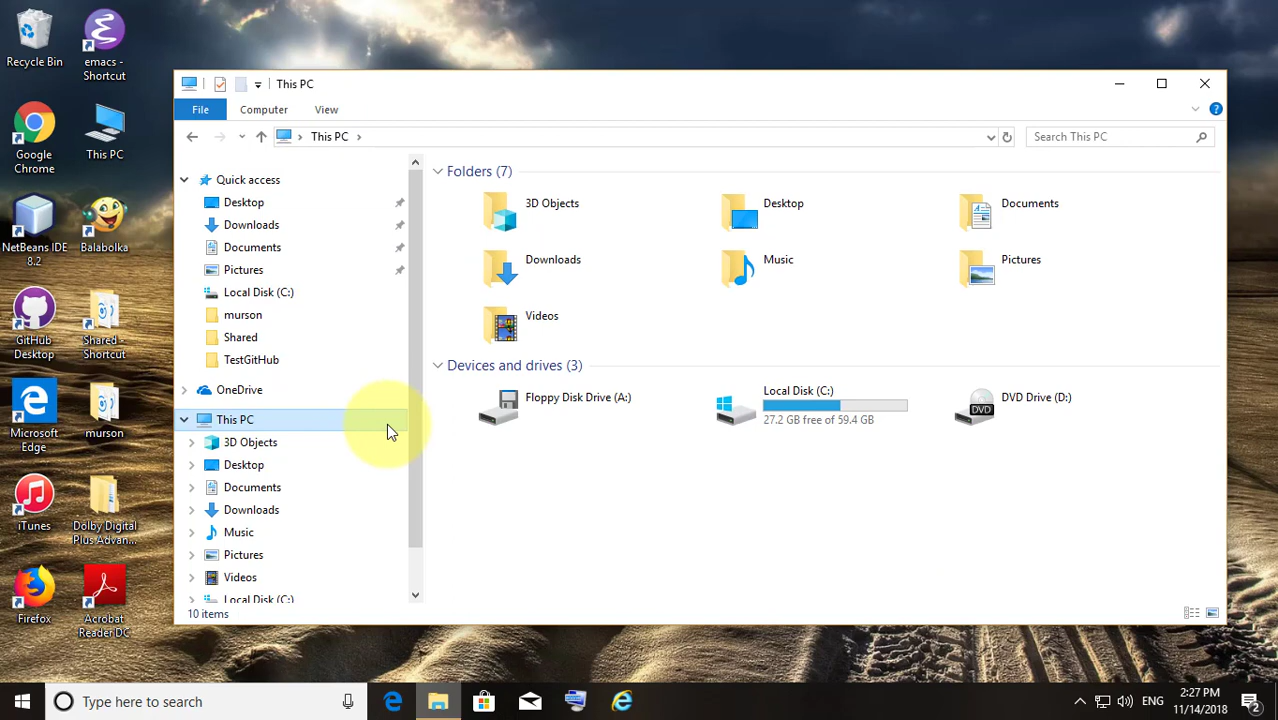 Recycle Bin
emacs -
Shortcut
Google
Chrome
This PC
NetBeans IDE
8.2
Balabolka
GitHub
Desktop
Shared -
Shortcut
Microsoft
Edge
murson
iTunes
Dolby Digital
Plus Advan...
Firefox
Acrobat
Reader DC
This PC
File
Computer
View
This PC
Search This PC
Quick access
Desktop
Downloads
Documents
Pictures
Local Disk (C:)
murson
Shared
TestGitHub
OneDrive
This PC
3D Objects
Desktop
Documents
Downloads
Music
Pictures
Videos
Local Disk (C:)
Folders (7)
3D Objects
Desktop
Documents
Downloads
Music
Pictures
Videos
Devices and drives (3)
Floppy Disk Drive (A:)
Local Disk (C:)
27.2 GB free of 59.4 GB
DVD
DVD Drive (D:)
10 items
Type here to search
ENG
2:27 PM
11/14/2018
2